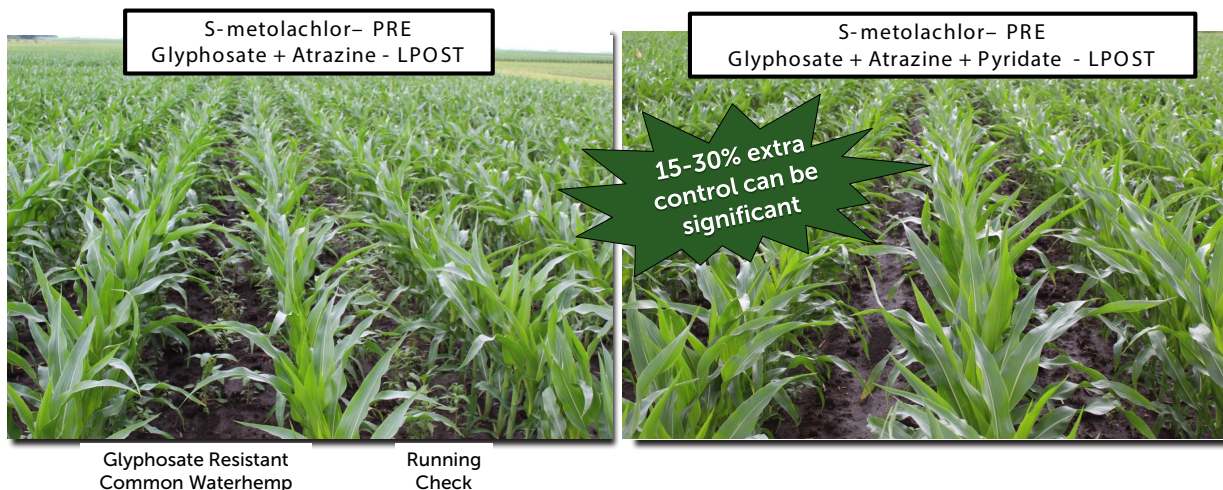 S-metolachlor– PRE
Glyphosate + Atrazine - LPOST
S-metolachlor– PRE
Glyphosate + Atrazine + Pyridate - LPOST
15-30% extra
control can be
significant
Glyphosate Resistant
Common Waterhemp
Running
Check